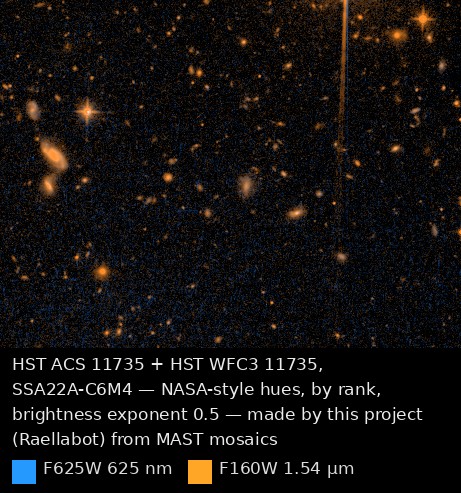 HST ACS 11735 + HST WFC3 11735,
SSA22A-C6M4 — NASA-style hues, by rank,
brightness exponent 0.5 — made by this project
(Raellabot) from MAST mosaics
F625W 625 nm F160W 1.54 µm